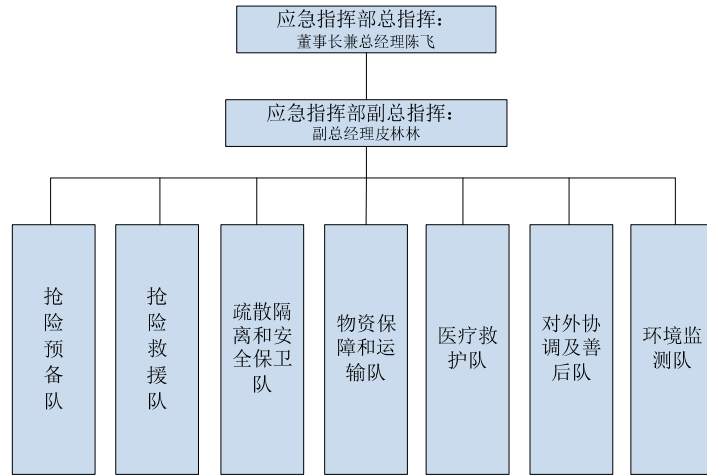 应急指挥部总指挥：
董事长兼总经理陈飞
应急指挥部副总指挥：
副总经理皮林林
抢
险
预
备
队
抢
险
救
援
队
疏散隔
离和安
全保卫
队
物资保
障和运
输队
医疗救
护队
对外协
调及善
后队
环境监
测队